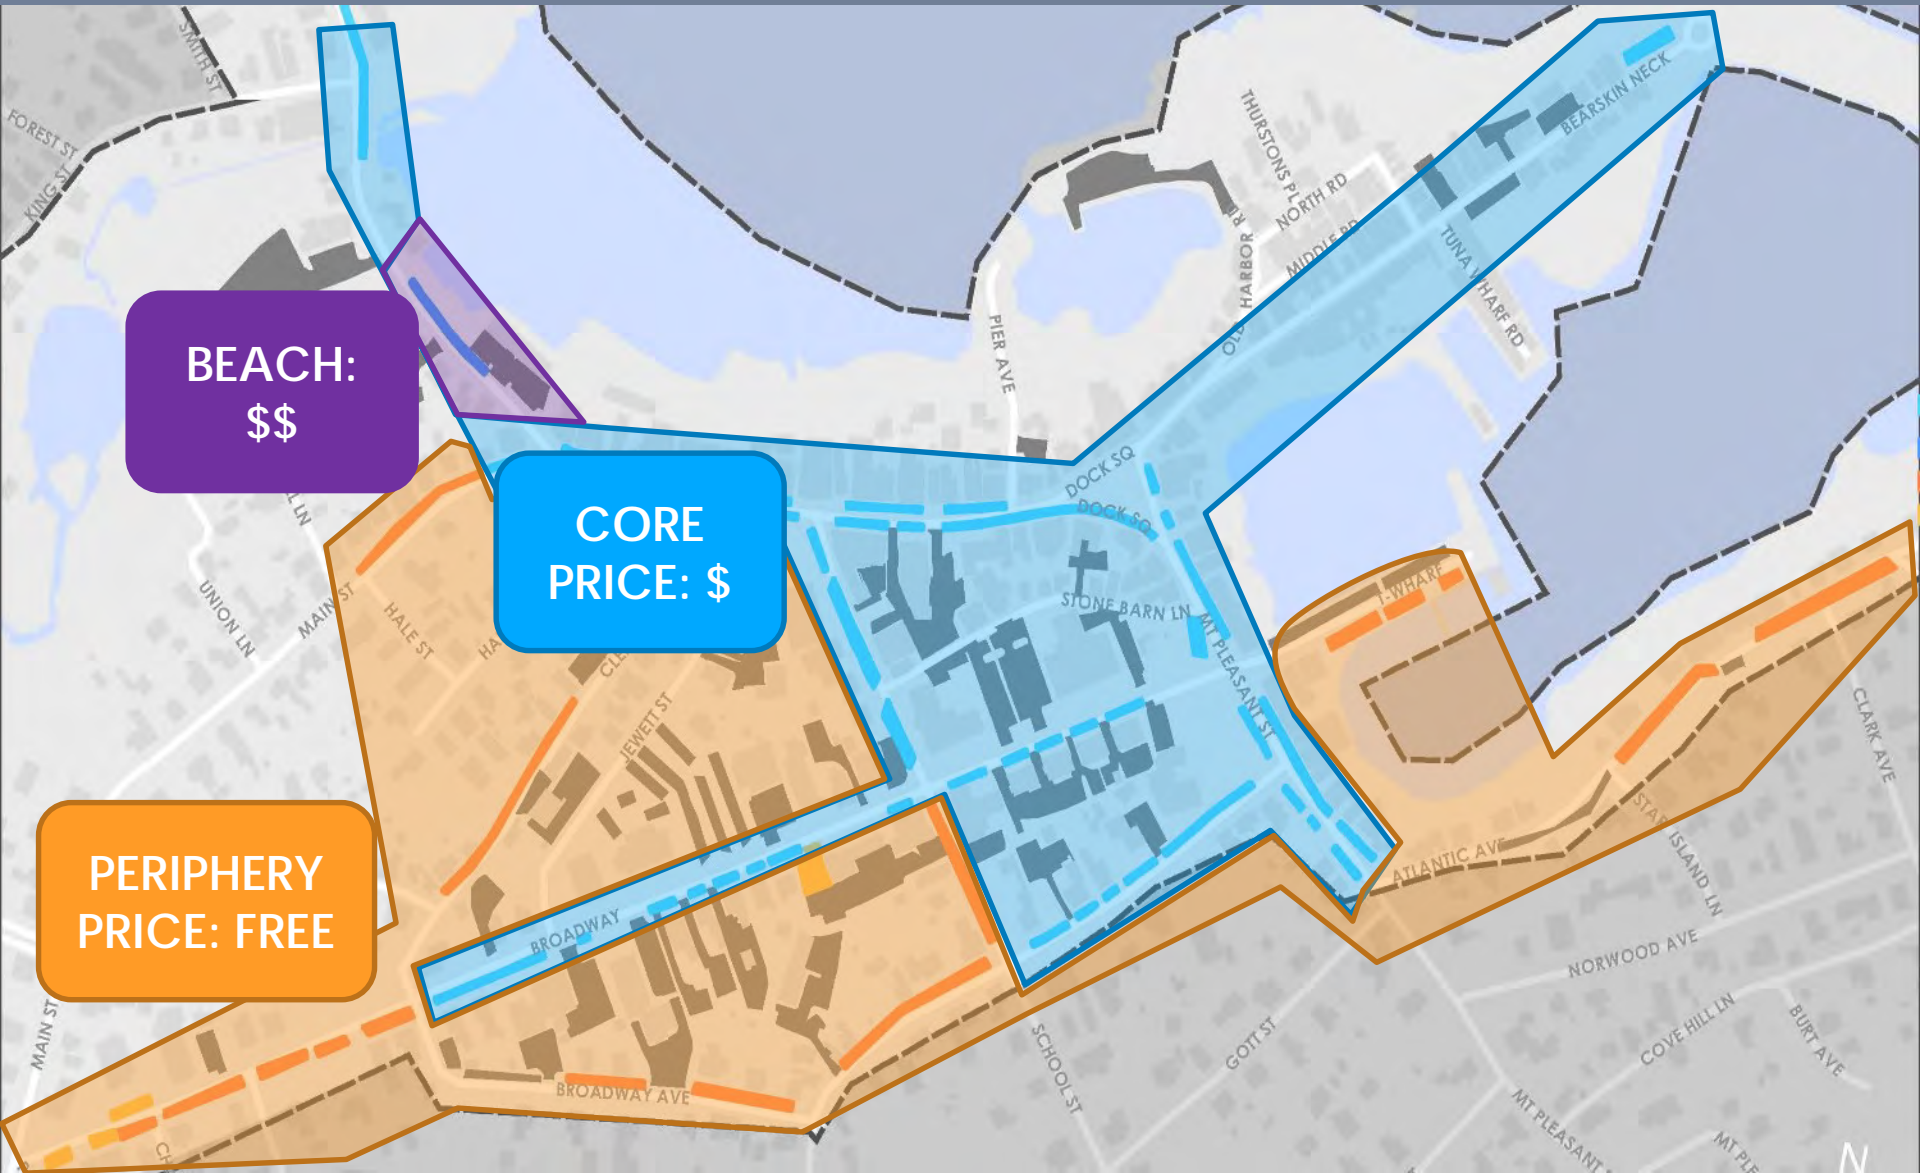 SMITH ST
FOREST ST
KING ST
BEARSKIN NECK
THURSTONS PL
NORTH RD
MIDDLE RD
OLD HARBOR RD
TUNA WHARF RD
PIER AVE
BEACH:
$$
DOCK SQ
DOCK SQ
CORE
PRICE: $
LN
UNION LN
MAIN ST
HALE ST
STONE BARN LN
T-WHARF
MT PLEASANT ST
JEWETT ST
CLARK AVE
STAR ISLAND LN
ATLANTIC AVE
PERIPHERY
PRICE: FREE
BROADWAY
NORWOOD AVE
COVE HILL LN
BURT AVE
MAIN ST
SCHOOL ST
GOTT ST
BROADWAY AVE
MT PLEASANT
MT PLE
N